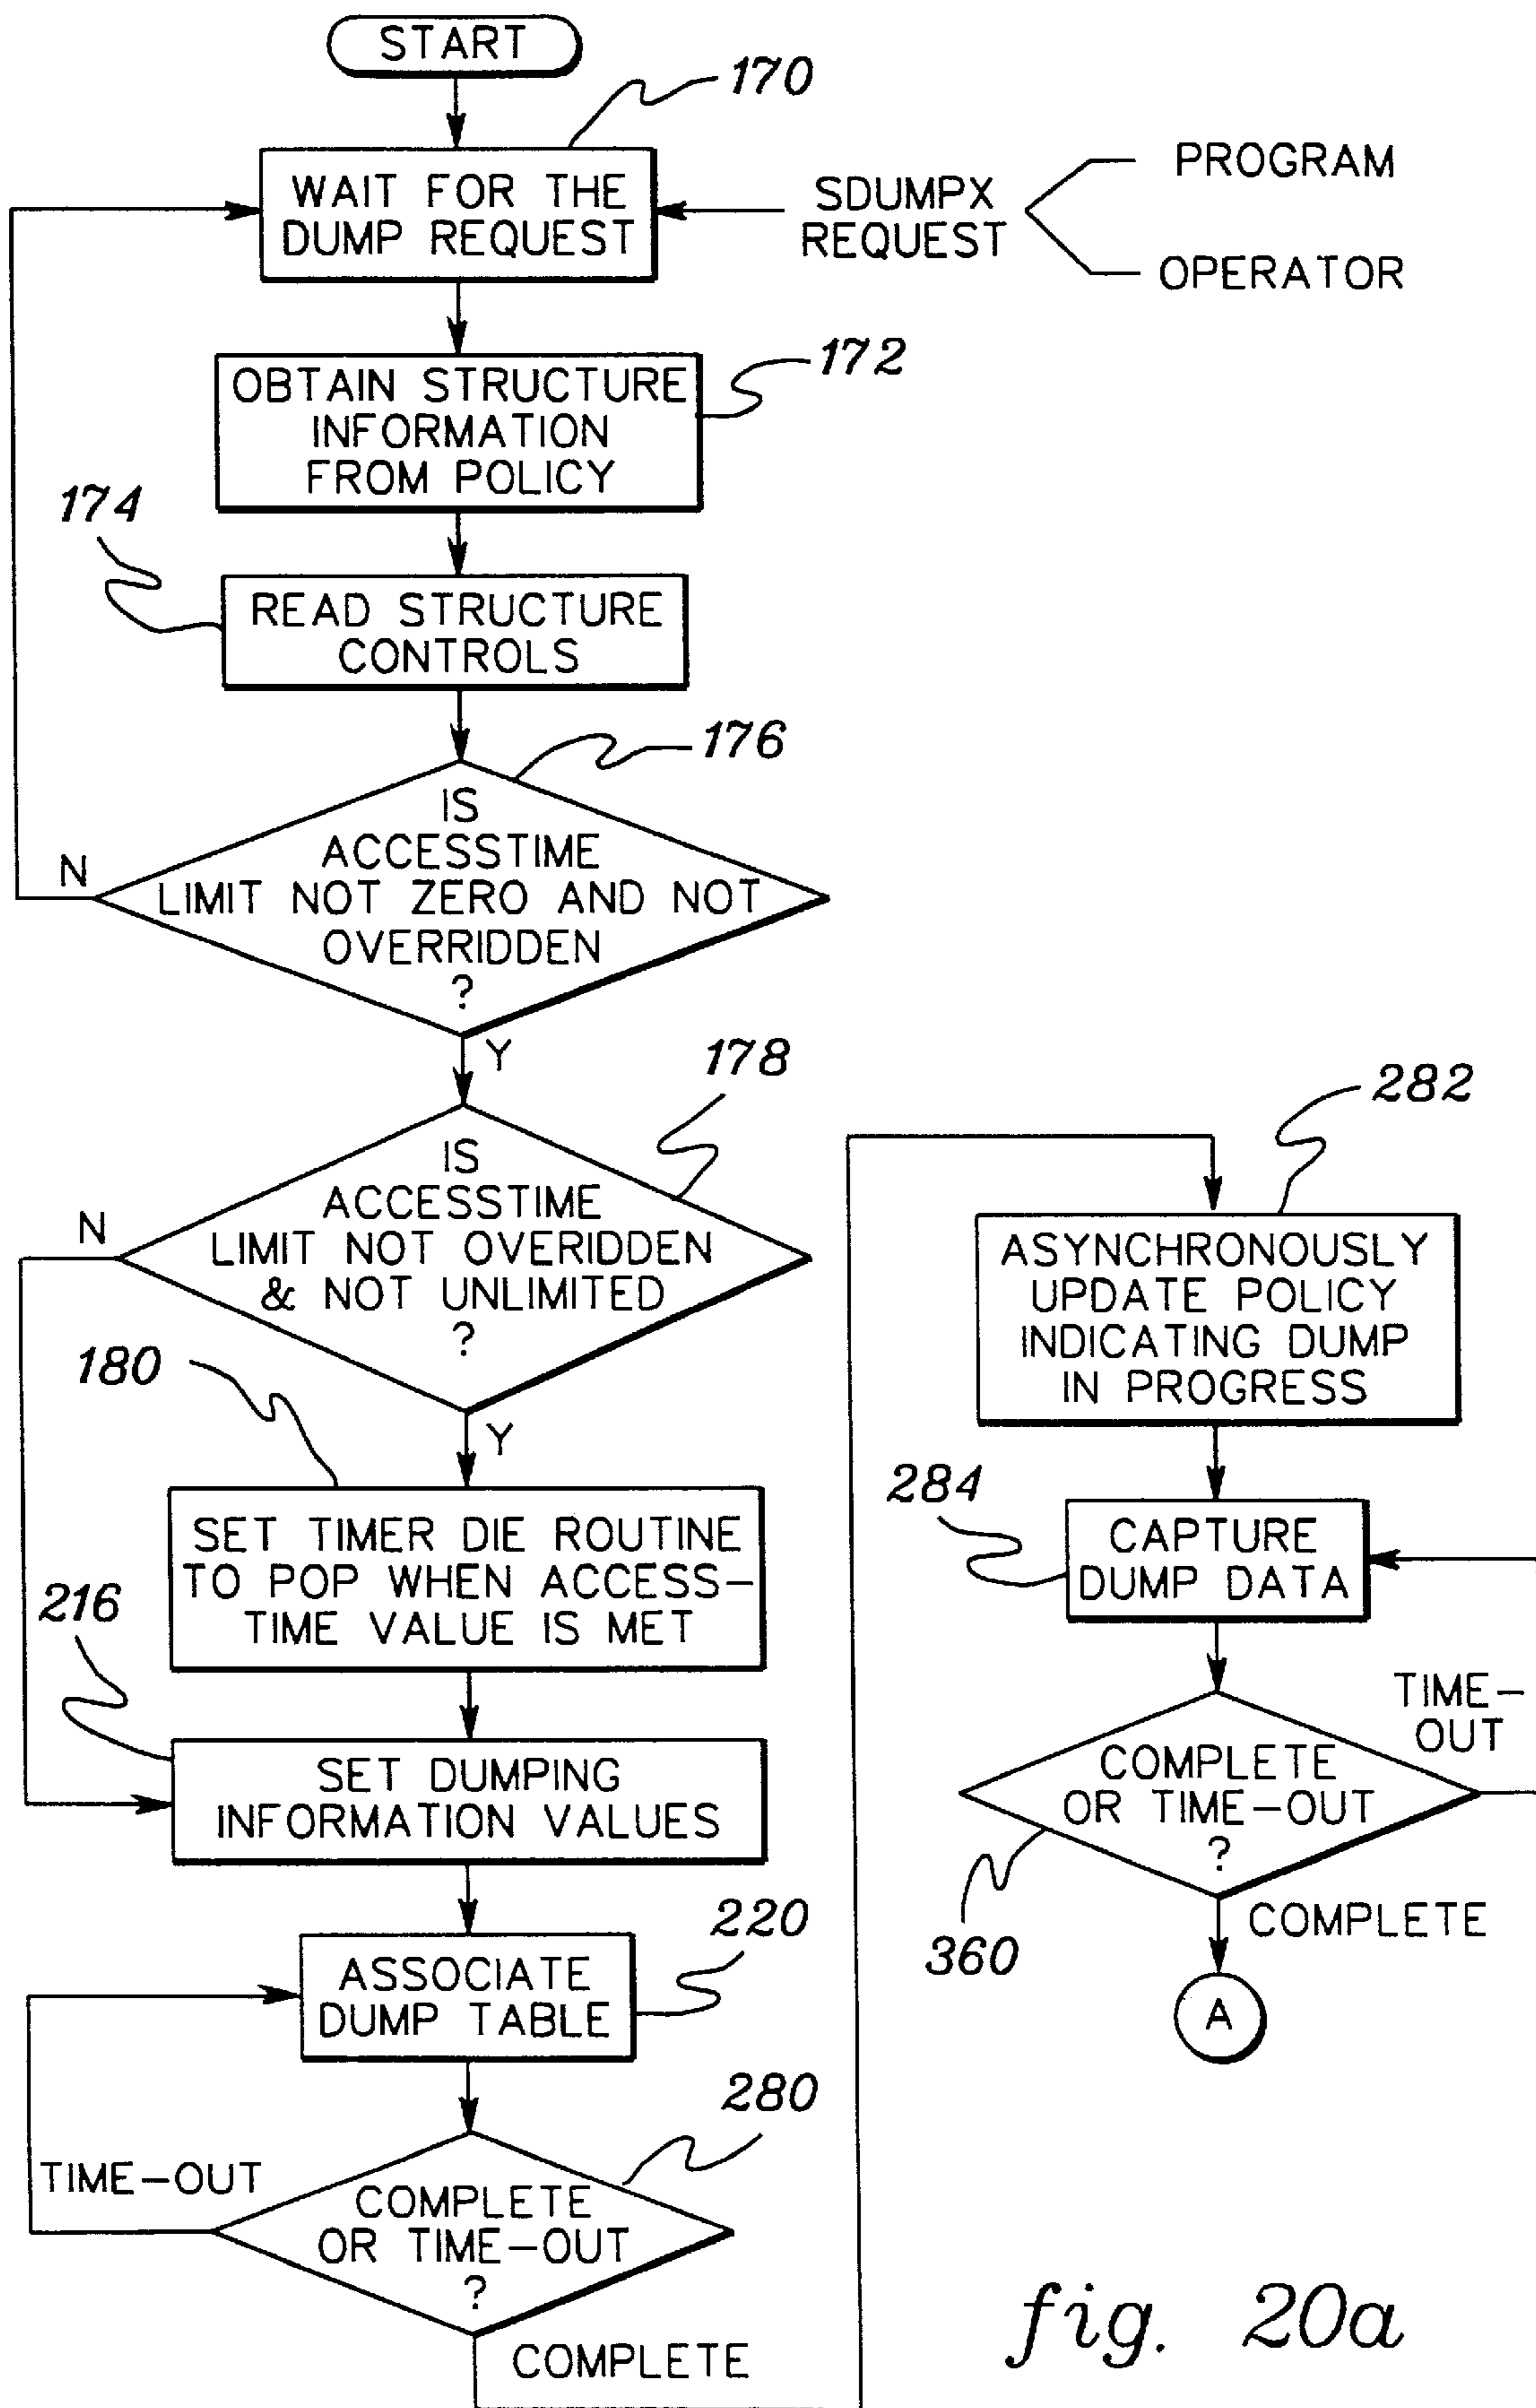 START
170
WAIT FOR THE
DUMP REQUEST
SDUMPX
REQUEST
PROGRAM
OPERATOR
172
OBTAIN STRUCTURE
INFORMATION
FROM POLICY
174
READ STRUCTURE
CONTROLS
176
IS
ACCESSTIME
LIMIT NOT ZERO AND NOT
OVERRIDDEN
?
N
Y
178
IS
ACCESSTIME
LIMIT NOT OVERIDDEN
& NOT UNLIMITED
?
N
Y
180
SET TIMER DIE ROUTINE
TO POP WHEN ACCESS-
TIME VALUE IS MET
216
SET DUMPING
INFORMATION VALUES
220
ASSOCIATE
DUMP TABLE
280
TIME-OUT
COMPLETE
OR TIME-OUT
?
COMPLETE
282
ASYNCHRONOUSLY
UPDATE POLICY
INDICATING DUMP
IN PROGRESS
284
CAPTURE
DUMP DATA
TIME-
OUT
COMPLETE
OR TIME-OUT
?
360
COMPLETE
A
fig. 20a